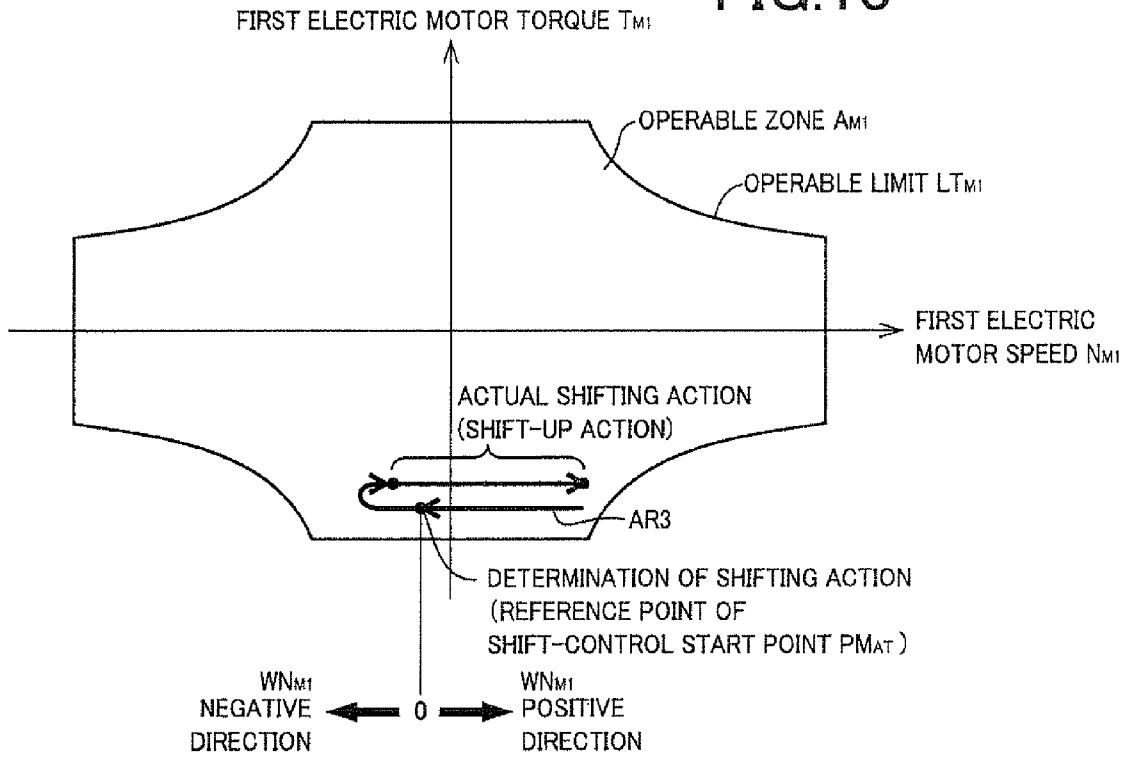 FIRST ELECTRIC MOTOR TORQUE TM1
OPERABLE ZONE AM1
OPERABLE LIMIT LTM1
FIRST ELECTRIC
MOTOR SPEED NM1
ACTUAL SHIFTING ACTION
(SHIFT-UP ACTION)
AR3
DETERMINATION OF SHIFTING ACTION
(REFERENCE POINT OF
SHIFT-CONTROL START POINT PMAT)
WNM1
NEGATIVE
DIRECTION
0
WNM1
POSITIVE
DIRECTION